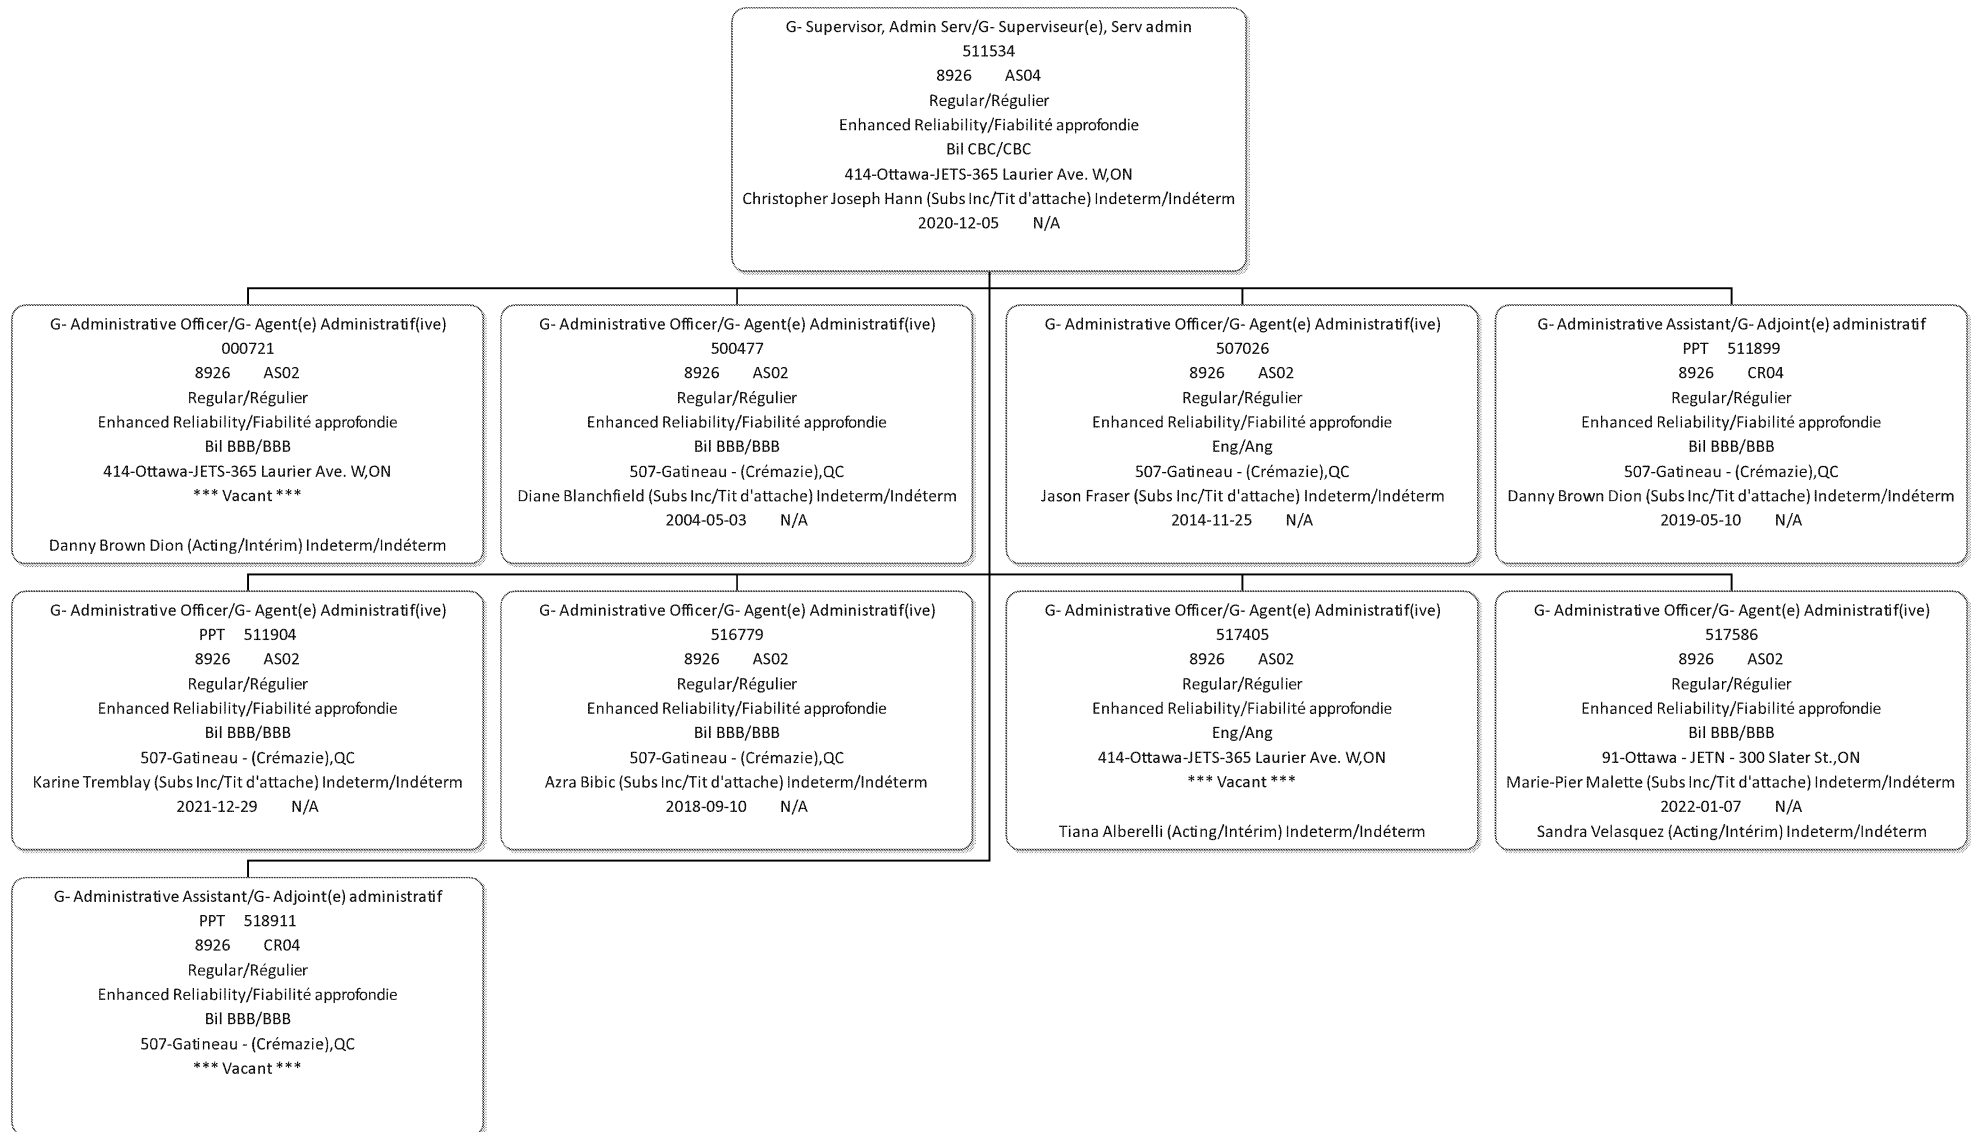 G- Supervisor, Admin Serv/G- Superviseur(e), Serv admin
511534
8926 AS04
Regular/Régulier
Enhanced Reliability/Fiabilité approfondie
Bil CBC/CBC
414-Ottawa-JETS-365 Laurier Ave. W,ON
Christopher Joseph Hann (Subs Inc/Tit d'attache) Indeterm/Indéterm
2020-12-05 N/A
G- Administrative Officer/G- Agent(e) Administratif(ive)
000721
8926 AS02
Regular/Régulier
Enhanced Reliability/Fiabilité approfondie
Bil BBB/BBB
414-Ottawa-JETS-365 Laurier Ave. W,ON
*** Vacant ***
Danny Brown Dion (Acting/Intérim) Indeterm/Indéterm
G- Administrative Officer/G- Agent(e) Administratif(ive)
500477
8926 AS02
Regular/Régulier
Enhanced Reliability/Fiabilité approfondie
Bil BBB/BBB
507-Gatineau - (Crémazie),QC
Diane Blanchfield (Subs Inc/Tit d'attache) Indeterm/Indéterm
2004-05-03 N/A
G- Administrative Officer/G- Agent(e) Administratif(ive)
507026
8926 AS02
Regular/Régulier
Enhanced Reliability/Fiabilité approfondie
Eng/Ang
507-Gatineau - (Crémazie),QC
Jason Fraser (Subs Inc/Tit d'attache) Indeterm/Indéterm
2014-11-25 N/A
G- Administrative Assistant/G- Adjoint(e) administratif
PPT 511899
8926 CR04
Regular/Régulier
Enhanced Reliability/Fiabilité approfondie
Bil BBB/BBB
507-Gatineau - (Crémazie),QC
Danny Brown Dion (Subs Inc/Tit d'attache) Indeterm/Indéterm
2019-05-10 N/A
G- Administrative Officer/G- Agent(e) Administratif(ive)
PPT 511904
8926 AS02
Regular/Régulier
Enhanced Reliability/Fiabilité approfondie
Bil BBB/BBB
507-Gatineau - (Crémazie),QC
Karine Tremblay (Subs Inc/Tit d'attache) Indeterm/Indéterm
2021-12-29 N/A
G- Administrative Officer/G- Agent(e) Administratif(ive)
516779
8926 AS02
Regular/Régulier
Enhanced Reliability/Fiabilité approfondie
Bil BBB/BBB
507-Gatineau - (Crémazie),QC
Azra Bibic (Subs Inc/Tit d'attache) Indeterm/Indéterm
2018-09-10 N/A
G- Administrative Officer/G- Agent(e) Administratif(ive)
517405
8926 AS02
Regular/Régulier
Enhanced Reliability/Fiabilité approfondie
Eng/Ang
414-Ottawa-JETS-365 Laurier Ave. W,ON
*** Vacant ***
Tiana Alberelli (Acting/Intérim) Indeterm/Indéterm
G- Administrative Officer/G- Agent(e) Administratif(ive)
517586
8926 AS02
Regular/Régulier
Enhanced Reliability/Fiabilité approfondie
Bil BBB/BBB
91-Ottawa - JETN - 300 Slater St.,ON
Marie-Pier Malette (Subs Inc/Tit d'attache) Indeterm/Indéterm
2022-01-07 N/A
Sandra Velasquez (Acting/Intérim) Indeterm/Indéterm
G- Administrative Assistant/G- Adjoint(e) administratif
PPT 518911
8926 CR04
Regular/Régulier
Enhanced Reliability/Fiabilité approfondie
Bil BBB/BBB
507-Gatineau - (Crémazie),QC
*** Vacant ***